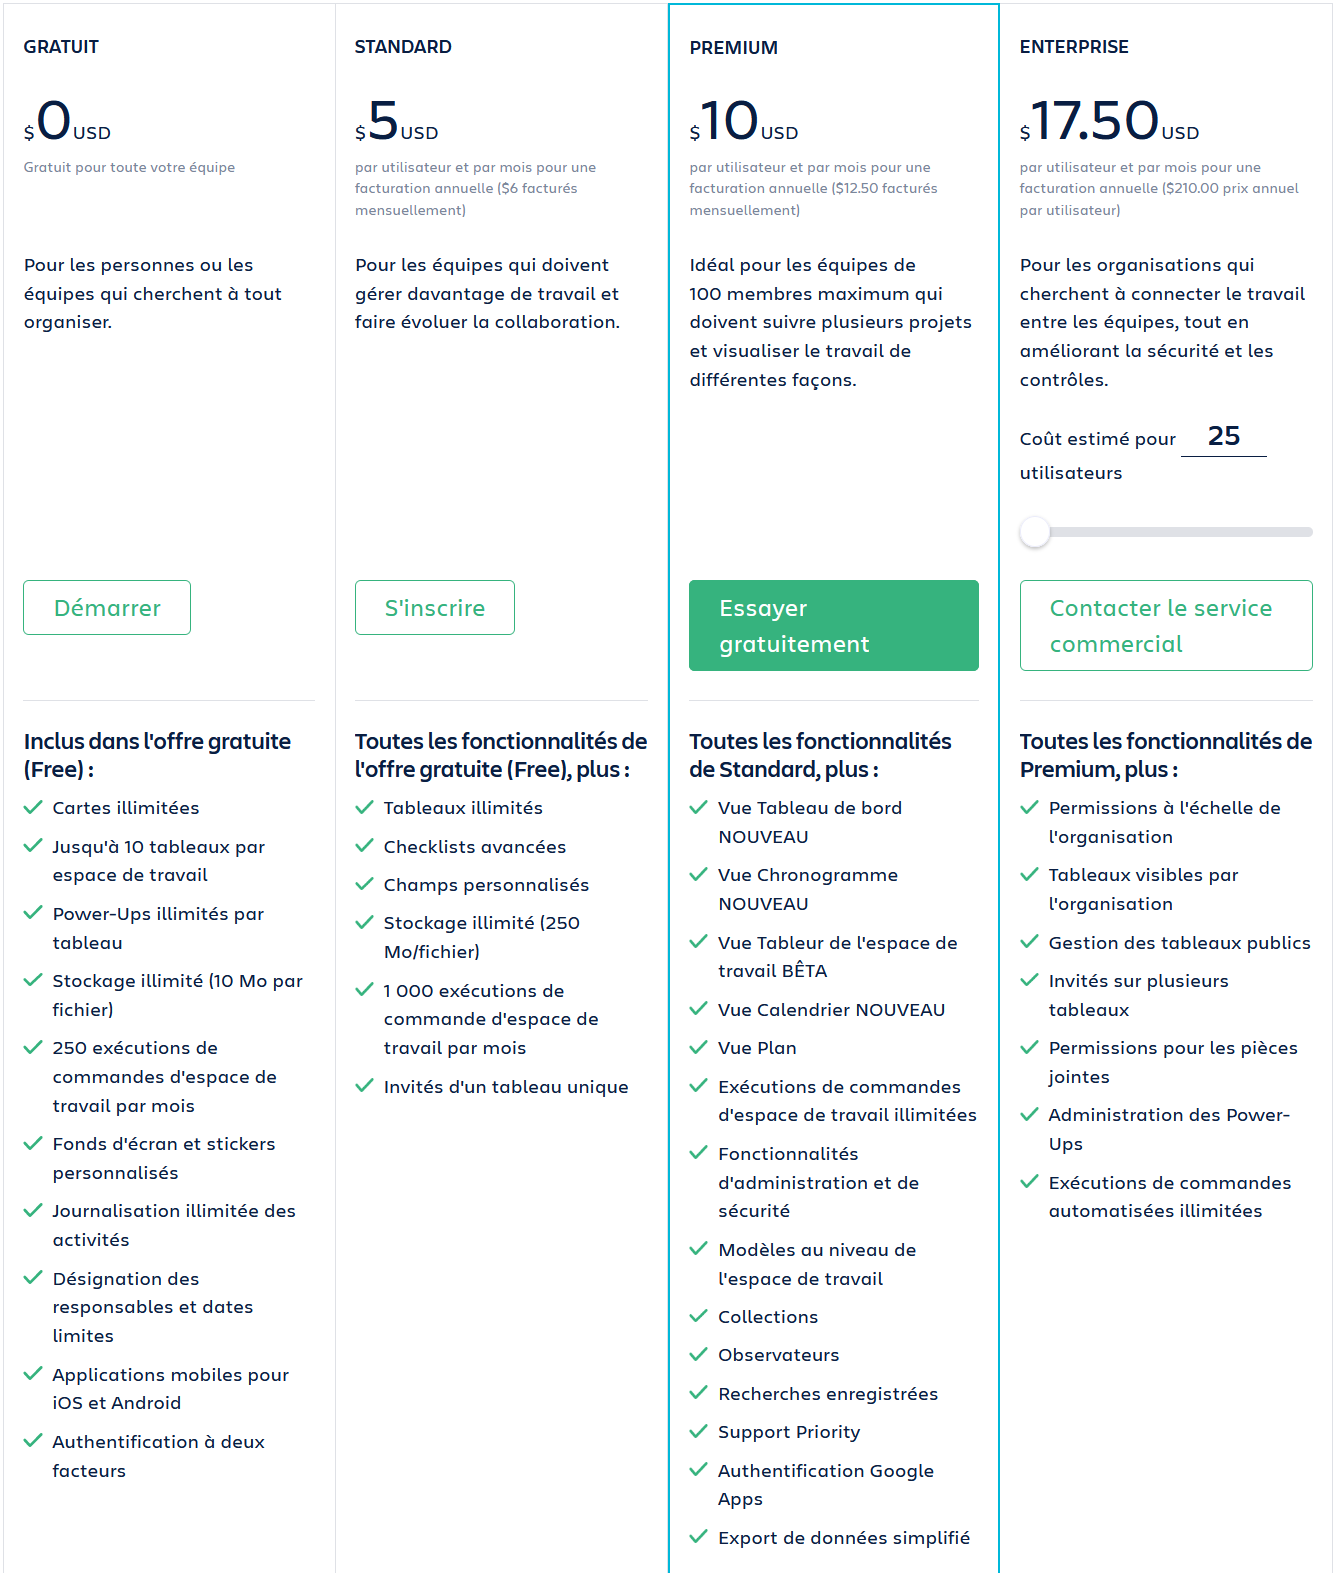 GRATUIT
$0USD
Gratuit pour toute votre équipe
Pour les personnes ou les
équipes qui cherchent à tout
organiser.
Démarrer
Inclus dans l'offre gratuite
(Free) :
Cartes illimitées
Jusqu'à 10 tableaux par
espace de travail
Power-Ups illimités par
tableau
Stockage illimité (10 Mo par
fichier)
250 exécutions de
commandes d'espace de
travail par mois
Fonds d'écran et stickers
personnalisés
Journalisation illimitée des
activités
Désignation des
responsables et dates
limites
Applications mobiles pour
iOS et Android
Authentification à deux
facteurs
STANDARD
$5USD
par utilisateur et par mois pour une
facturation annuelle ($6 facturés
mensuellement)
Pour les équipes qui doivent
gérer davantage de travail et
faire évoluer la collaboration.
S'inscrire
Toutes les fonctionnalités de
l'offre gratuite (Free), plus :
Tableaux illimités
Checklists avancées
Champs personnalisés
Stockage illimité (250
Mo/fichier)
1 000 exécutions de
commande d'espace de
travail par mois
Invités d'un tableau unique
PREMIUM
$10USD
par utilisateur et par mois pour une
facturation annuelle ($12.50 facturés
mensuellement)
Idéal pour les équipes de
100 membres maximum qui
doivent suivre plusieurs projets
et visualiser le travail de
différentes façons.
Essayer
gratuitement
Toutes les fonctionnalités
de Standard, plus :
Vue Tableau de bord
NOUVEAU
Vue Chronogramme
NOUVEAU
Vue Tableur de l'espace de
travail BÊTA
Vue Calendrier NOUVEAU
Vue Plan
Exécutions de commandes
d'espace de travail illimitées
Fonctionnalités
d'administration et de
sécurité
Modèles au niveau de
l'espace de travail
Collections
Observateurs
Recherches enregistrées
Support Priority
Authentification Google
Apps
Export de données simplifié
ENTERPRISE
$17.50USD
par utilisateur et par mois pour une
facturation annuelle ($210.00 prix annuel
par utilisateur)
Pour les organisations qui
cherchent à connecter le travail
entre les équipes, tout en
améliorant la sécurité et les
contrôles.
Coût estimé pour 25
utilisateurs
Contacter le service
commercial
Toutes les fonctionnalités de
Premium, plus :
Permissions à l'échelle de
l'organisation
Tableaux visibles par
l'organisation
Gestion des tableaux publics
Invités sur plusieurs
tableaux
Permissions pour les pièces
jointes
Administration des Power-
Ups
Exécutions de commandes
automatisées illimitées